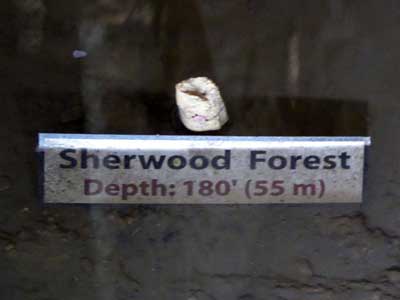 Sherwood Forest
Depth: 180' (55 m)